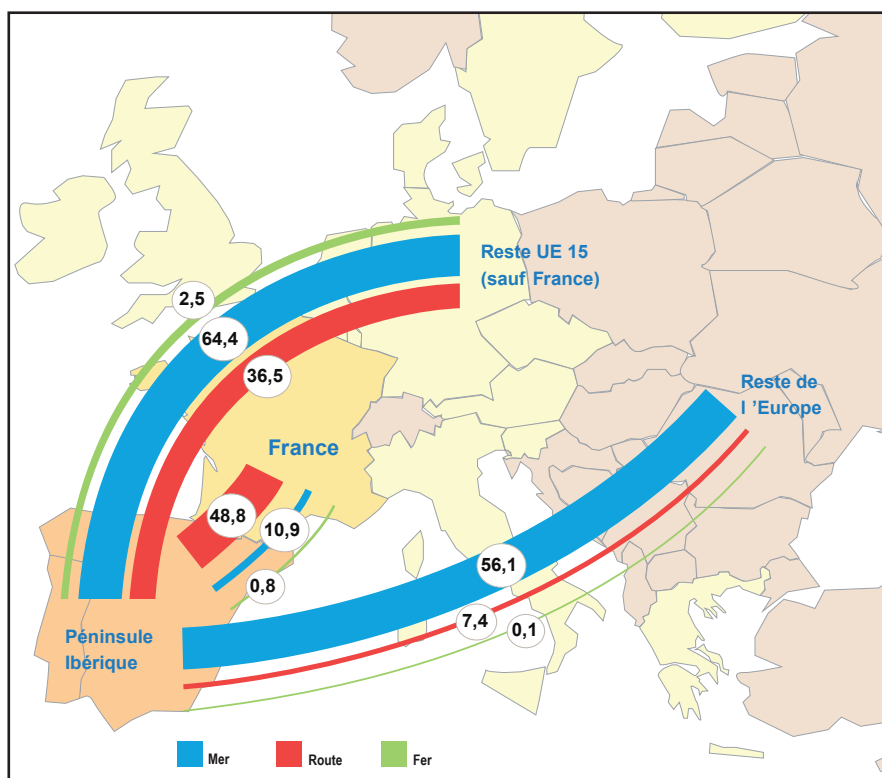 Reste UE 15
(sauf France)
2,5
64,4
36,5
Reste de
l ’Europe
France
48,8
10,9
56,1
0,8
7,4
0,1
Péninsule
Ibérique
Mer
Route
Fer